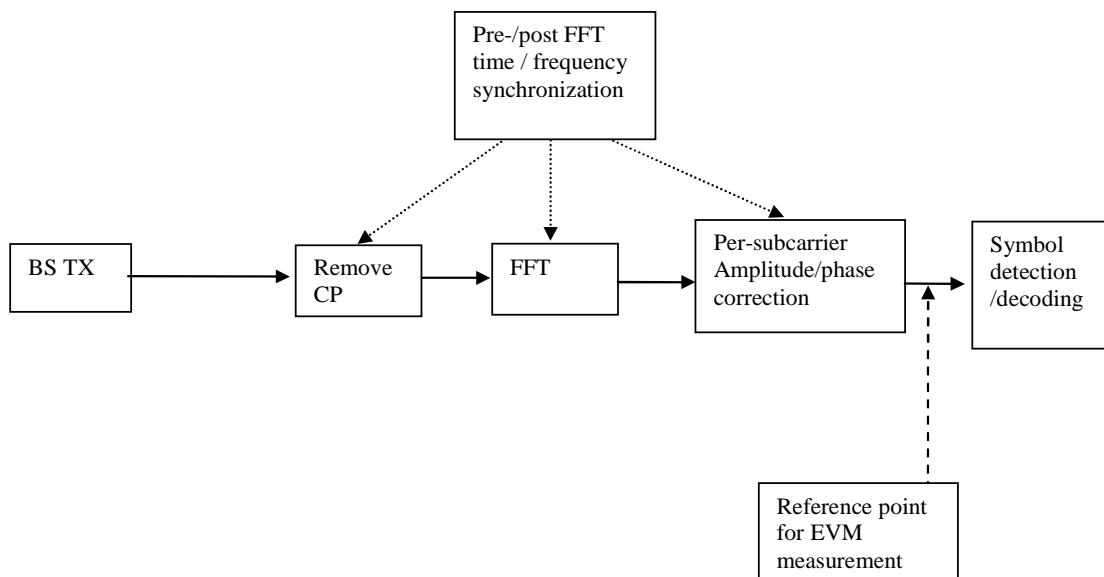 Pre-/post FFT
time / frequency
synchronization
BS TX
Remove
CP
FFT
Per-subcarrier
Amplitude/phase
correction
Symbol
detection
/decoding
Reference point
for EVM
measurement